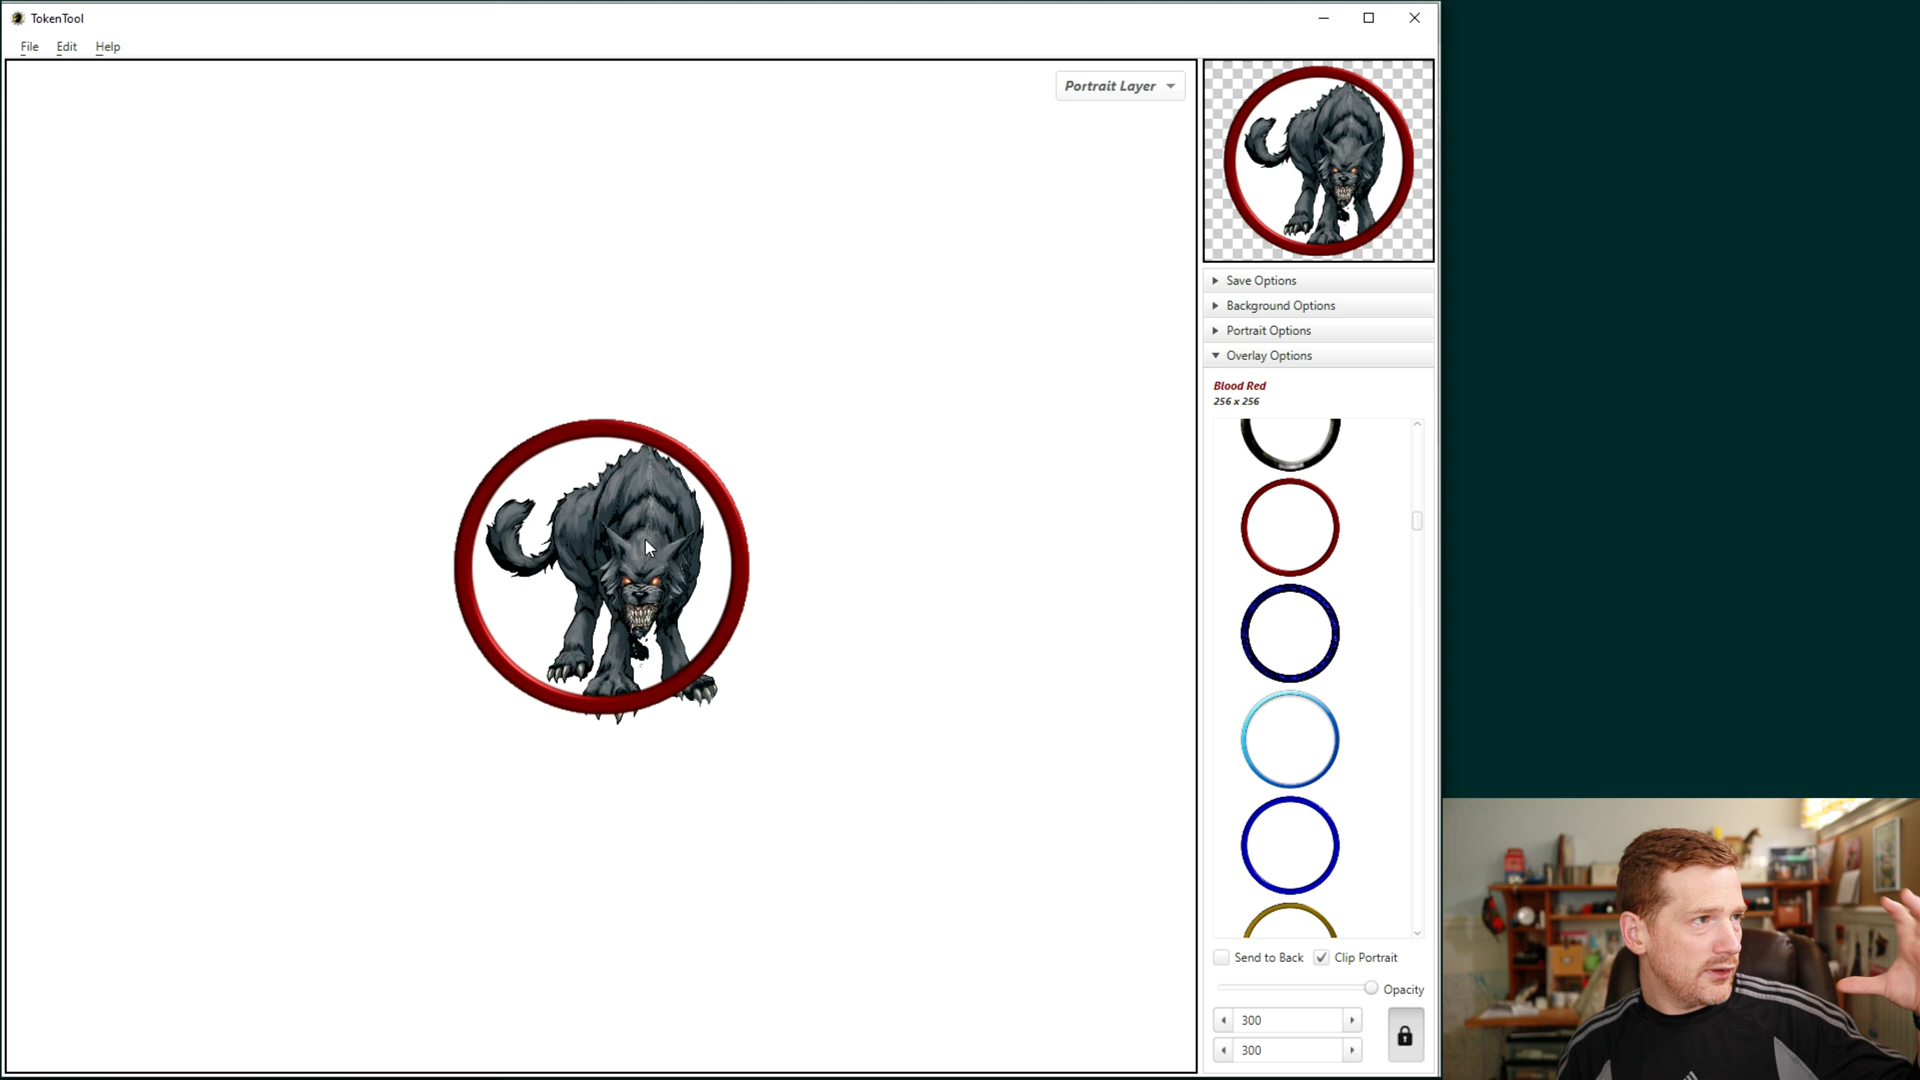 TokenTool
File Edit Help
Portrait Layer
Save Options
Background Options
Portrait Options
Overlay Options
Blood Red
256 x 256
Send to Back Clip Portrait
Opacity
300
300